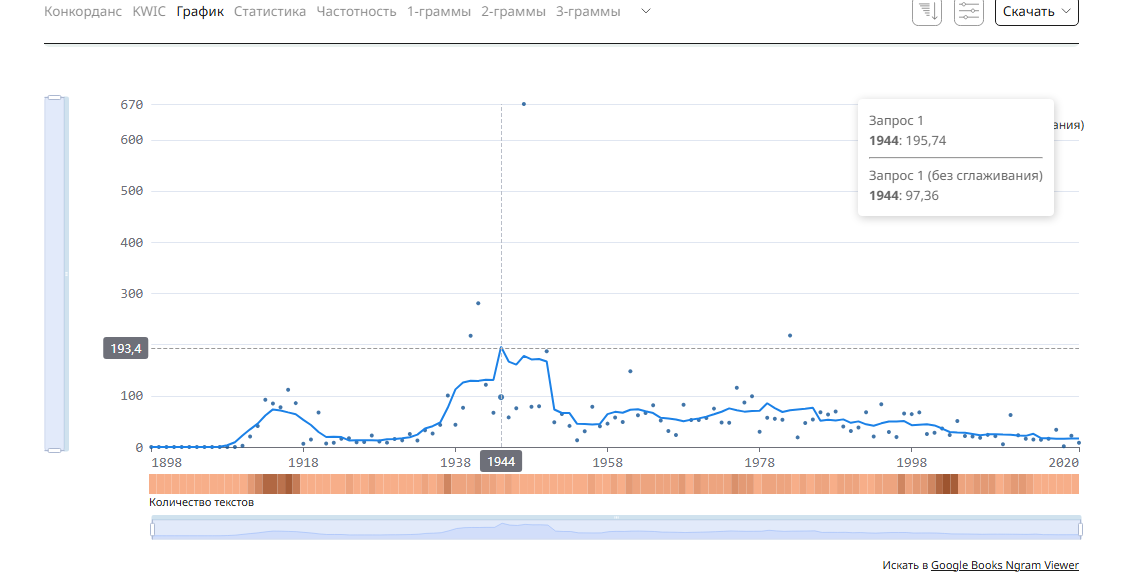 Конкорданс KWIC График Статистика Частотность 1-граммы 2-граммы 3-граммы Скачать
670
600
500
400
300
193,4
100
0
Запрос 1
1944: 195,74
Запрос 1 (без сглаживания)
1944: 97,36
ания)
1898 1918 1938 1944 1958 1978 1998 2020
Количество текстов
Искать в Google Books Ngram Viewer